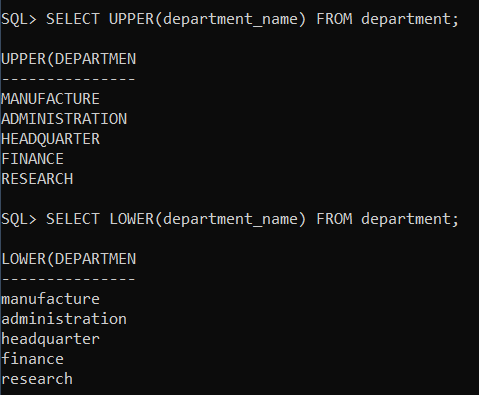 SQL> SELECT UPPER(department_name) FROM department;
UPPER(DEPARTMEN
---------------
MANUFACTURE
ADMINISTRATION
HEADQUARTER
FINANCE
RESEARCH
SQL> SELECT LOWER(department_name) FROM department;
LOWER(DEPARTMEN
---------------
manufacture
administration
headquarter
finance
research